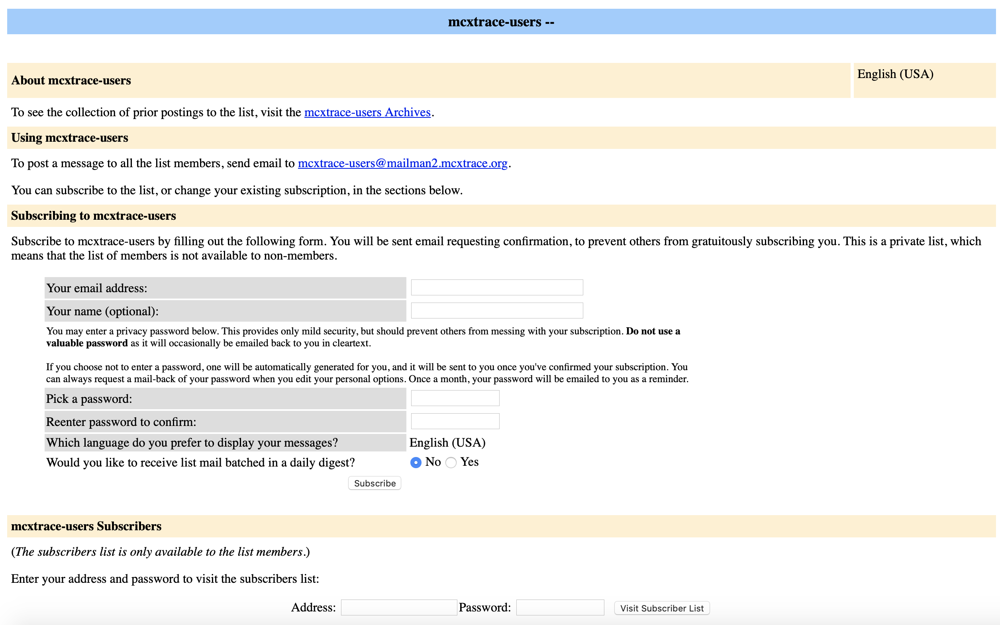 mcxtrace-users --
About mcxtrace-users
English (USA)
To see the collection of prior postings to the list, visit the mcxtrace-users Archives.
Using mcxtrace-users
To post a message to all the list members, send email to mcxtrace-users@mailman2.mcxtrace.org.
You can subscribe to the list, or change your existing subscription, in the sections below.
Subscribing to mcxtrace-users
Subscribe to mcxtrace-users by filling out the following form. You will be sent email requesting confirmation, to prevent others from gratuitously subscribing you. This is a private list, which
means that the list of members is not available to non-members.
Your email address:
Your name (optional):
You may enter a privacy password below. This provides only mild security, but should prevent others from messing with your subscription. Do not use a
valuable password as it will occasionally be emailed back to you in cleartext.
If you choose not to enter a password, one will be automatically generated for you, and it will be sent to you once you've confirmed your subscription. You
can always request a mail-back of your password when you edit your personal options. Once a month, your password will be emailed to you as a reminder.
Pick a password:
Reenter password to confirm:
Which language do you prefer to display your messages? English (USA)
Would you like to receive list mail batched in a daily digest? No Yes
Subscribe
mcxtrace-users Subscribers
(The subscribers list is only available to the list members.)
Enter your address and password to visit the subscribers list:
Address: Password: Visit Subscriber List